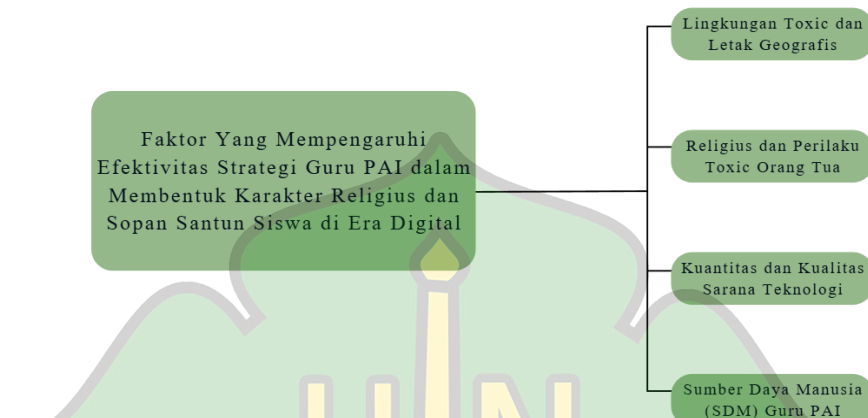 Faktor Yang Mempengaruhi
Efektivitas Strategi Guru PAI dalam
Membentuk Karakter Religius dan
Sopan Santun Siswa di Era Digital
Lingkungan Toxic dan
Letak Geografis
Religius dan Perilaku
Toxic Orang Tua
Kuantitas dan Kualitas
Sarana Teknologi
Sumber Daya Manusia
(SDM) Guru PAI
UIN